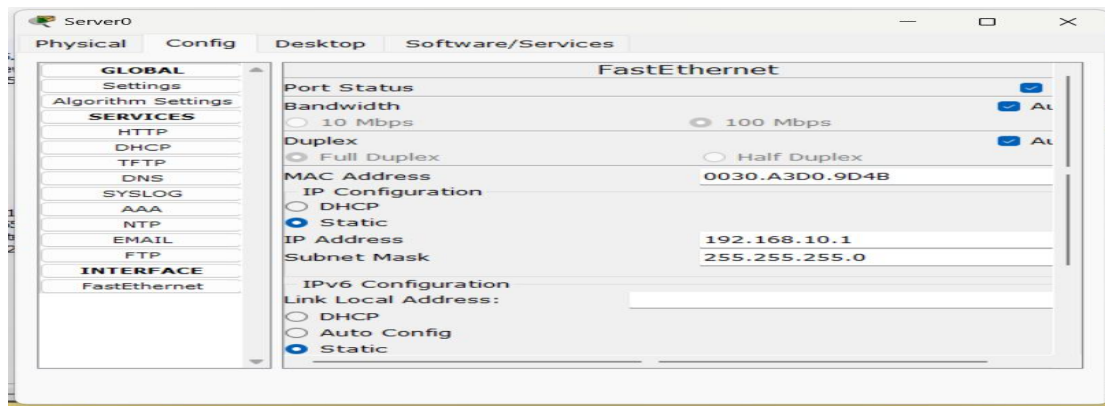 Server0
Physical Config Desktop Software/Services
GLOBAL
Settings
Algorithm Settings
SERVICES
HTTP
DHCP
TFTP
DNS
SYSLOG
AAA
NTP
EMAIL
FTP
INTERFACE
FastEthernet
FastEthernet
Port Status
Bandwidth Au
10 Mbps 100 Mbps
Duplex Au
Full Duplex Half Duplex
MAC Address 0030.A3D0.9D4B
IP Configuration
DHCP
Static
IP Address 192.168.10.1
Subnet Mask 255.255.255.0
IPv6 Configuration
Link Local Address:
DHCP
Auto Config
Static